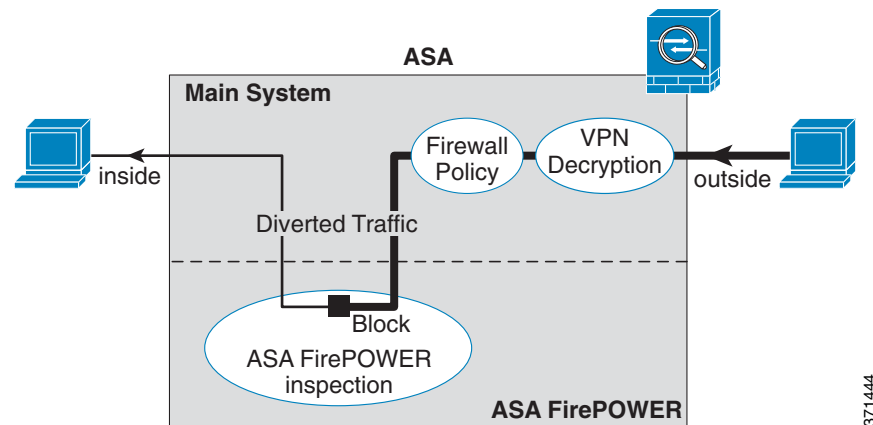 ASA
Main System
Firewall
Policy
VPN
Decryption
inside
outside
Diverted Traffic
Block
ASA FirePOWER
inspection
ASA FirePOWER
371444